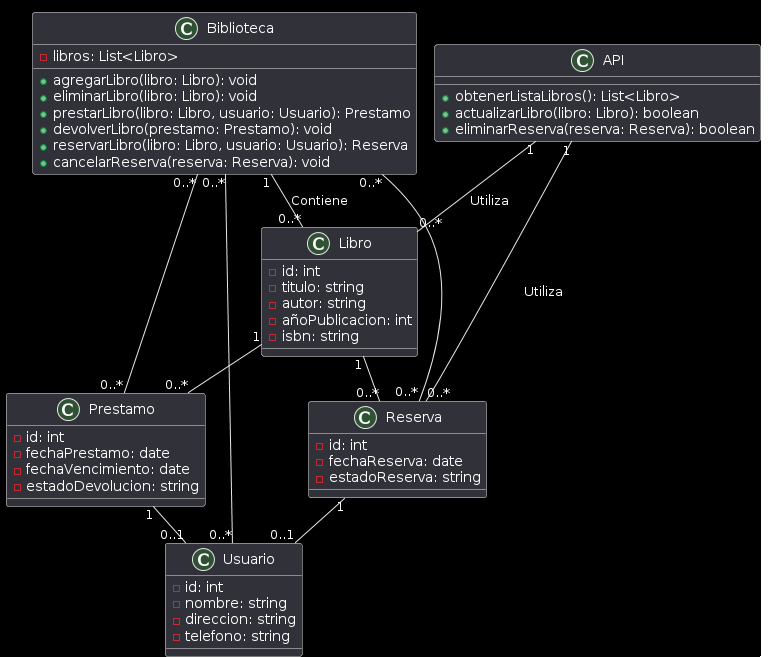 C Biblioteca
libros: List<Libro>
agregarLibro(libro: Libro): void
eliminarLibro(libro: Libro): void
prestarLibro(libro: Libro, usuario: Usuario): Prestamo
devolverLibro(prestamo: Prestamo): void
reservarLibro(libro: Libro, usuario: Usuario): Reserva
cancelarReserva(reserva: Reserva): void
C API
obtenerListaLibros(): List<Libro>
actualizarLibro(libro: Libro): boolean
eliminarReserva(reserva: Reserva): boolean
0..* 0..* 1 0..*
1 1
Contiene
Utiliza
0..* 0..*
C Libro
id: int
titulo: string
autor: string
añoPublicacion: int
isbn: string
Utiliza
1
1
0..* 0..*
0..* 0..* 0..*
C Prestamo
id: int
fechaPrestamo: date
fechaVencimiento: date
estadoDevolucion: string
C Reserva
id: int
fechaReserva: date
estadoReserva: string
1 1
0..1 0..* 0..1
C Usuario
id: int
nombre: string
direccion: string
telefono: string